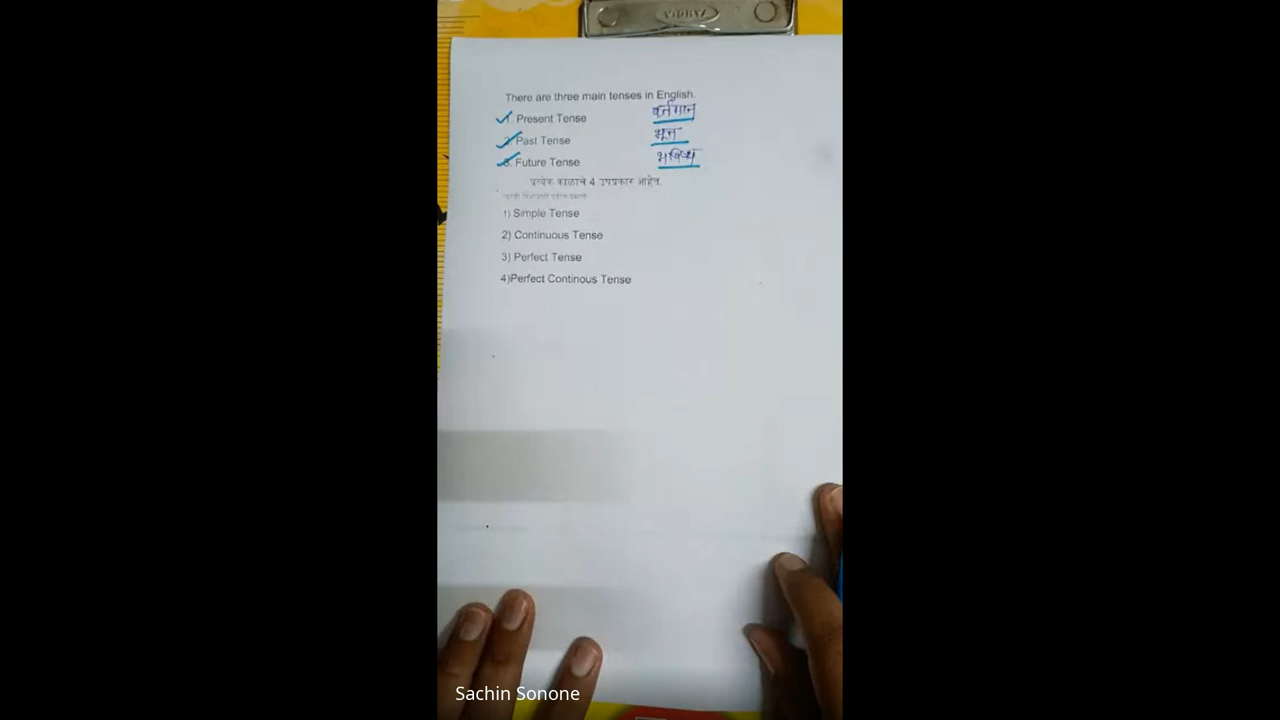 VIDHYA
There are three main tenses in English.
1. Present Tense वर्तमान
2. Past Tense भूत
3. Future Tense भविष्य
प्रत्येक काळाचे 4 उपप्रकार आहेत.
1) Simple Tense
2) Continuous Tense
3) Perfect Tense
4)Perfect Continous Tense
Sachin Sonone